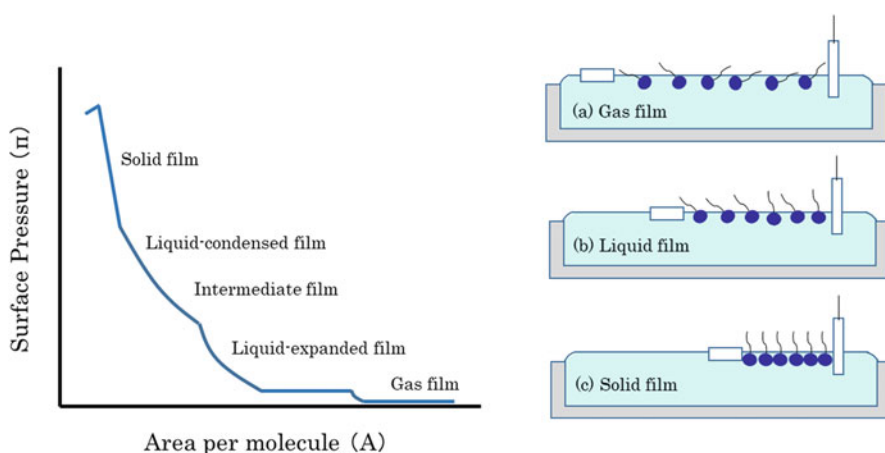 Surface Pressure (π)
Solid film
Liquid-condensed film
Intermediate film
Liquid-expanded film
Gas film
Area per molecule (A)
(a) Gas film
(b) Liquid film
(c) Solid film